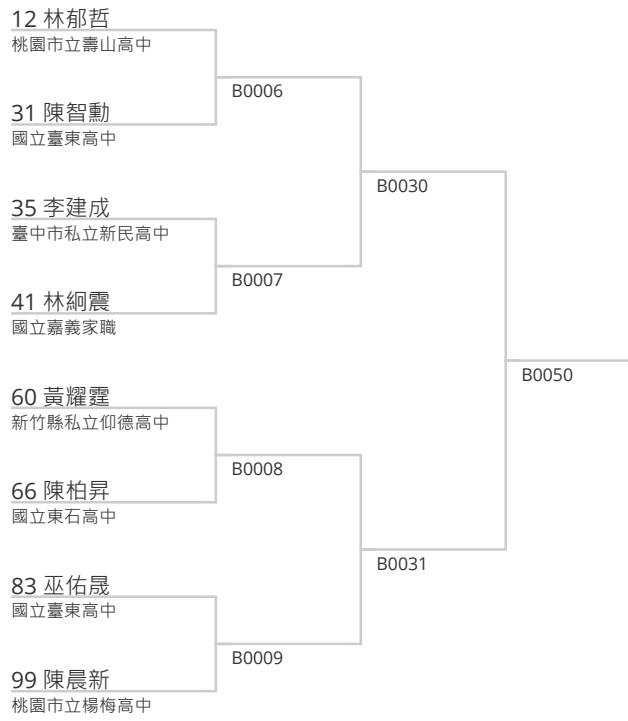 12 林郁哲
桃園市立壽山高中
B0006
31 陳智勳
國立臺東高中
B0030
35 李建成
臺中市私立新民高中
B0007
41 林絅震
國立嘉義家職
B0050
60 黃耀霆
新竹縣私立仰德高中
B0008
66 陳柏昇
國立東石高中
B0031
83 巫佑晟
國立臺東高中
B0009
99 陳晨新
桃園市立楊梅高中